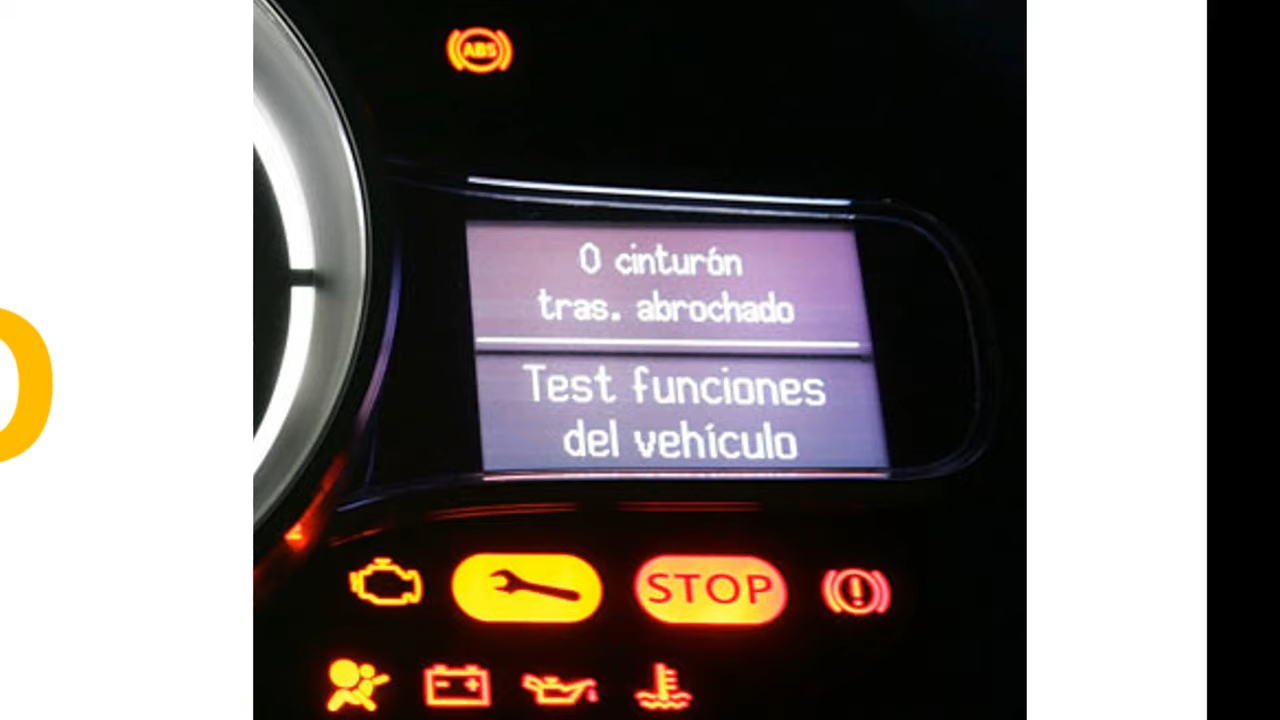 ABS
0 cinturón
tras. abrochado
Test funciones
del vehículo
STOP